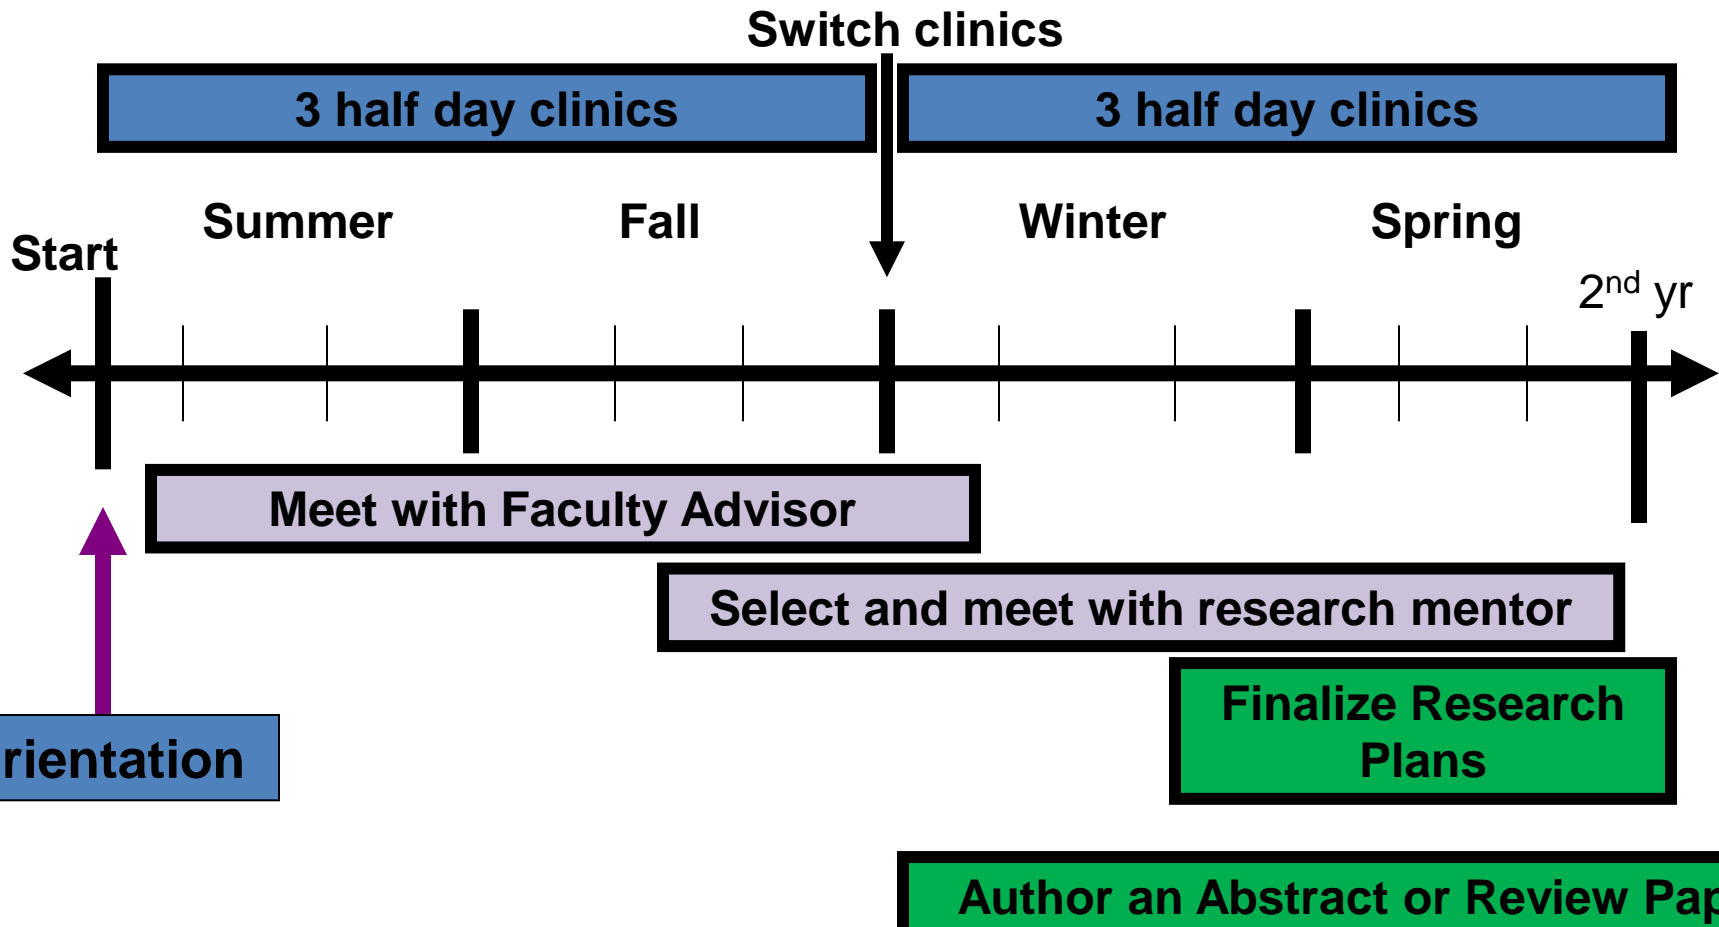 Switch clinics
3 half day clinics
3 half day clinics
Summer
Fall
Winter
Spring
Start
2nd yr
Meet with Faculty Advisor
Select and meet with research mentor
Finalize Research
Plans
rientation
Author an Abstract or Review Pap